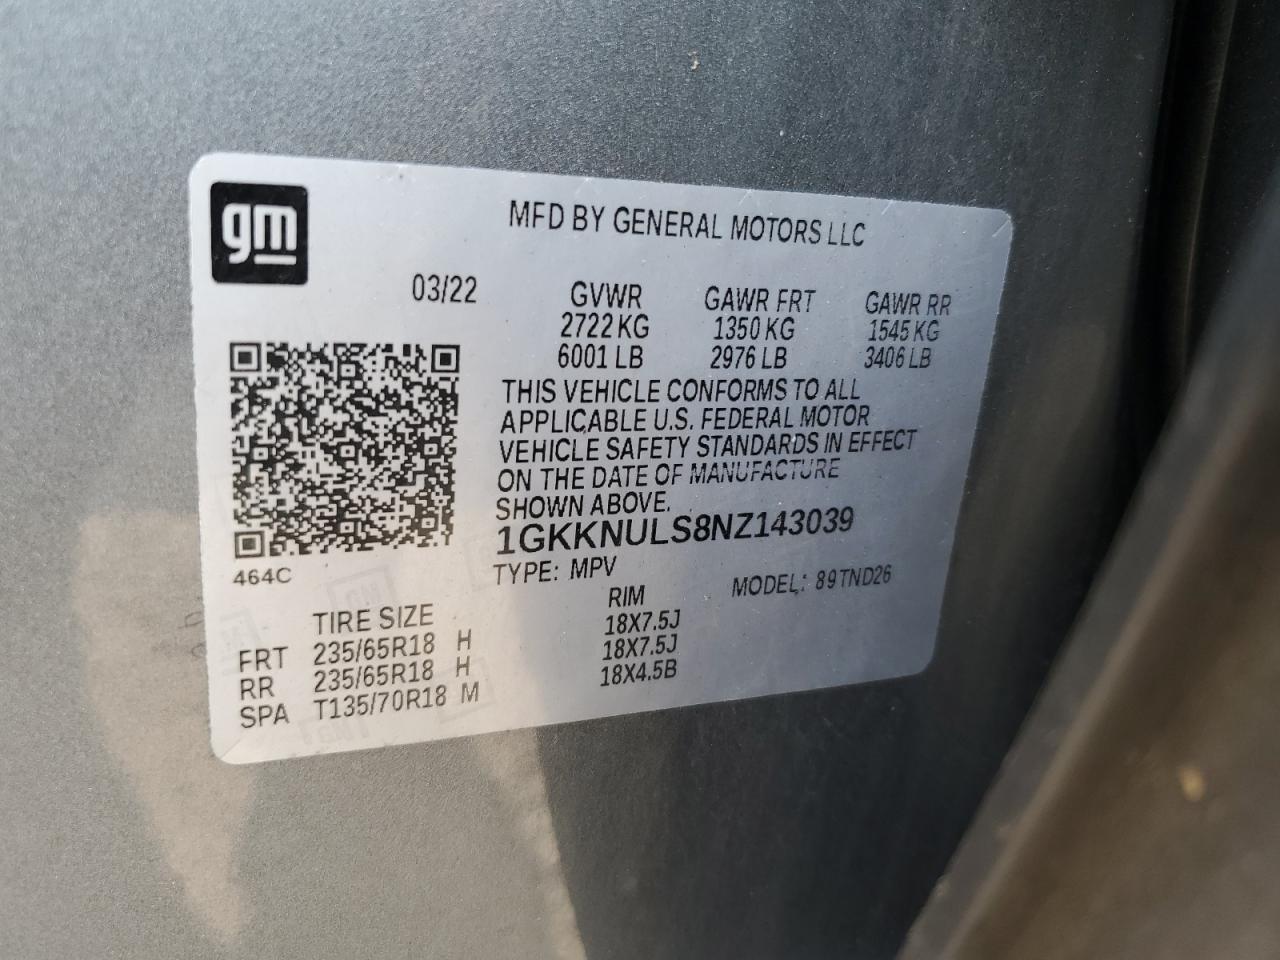 gm
MFD BY GENERAL MOTORS LLC
03/22
GVWR GAWR FRT GAWR RR
2722 KG 1350 KG 1545 KG
6001 LB 2976 LB 3406 LB
THIS VEHICLE CONFORMS TO ALL
APPLICABLE U.S. FEDERAL MOTOR
VEHICLE SAFETY STANDARDS IN EFFECT
ON THE DATE OF MANUFACTURE
SHOWN ABOVE.
1GKKNULS8NZ143039
464C
TYPE: MPV MODEL: 89TND26
TIRE SIZE RIM
FRT 235/65R18 H 18X7.5J
RR 235/65R18 H 18X7.5J
SPA T135/70R18 M 18X4.5B